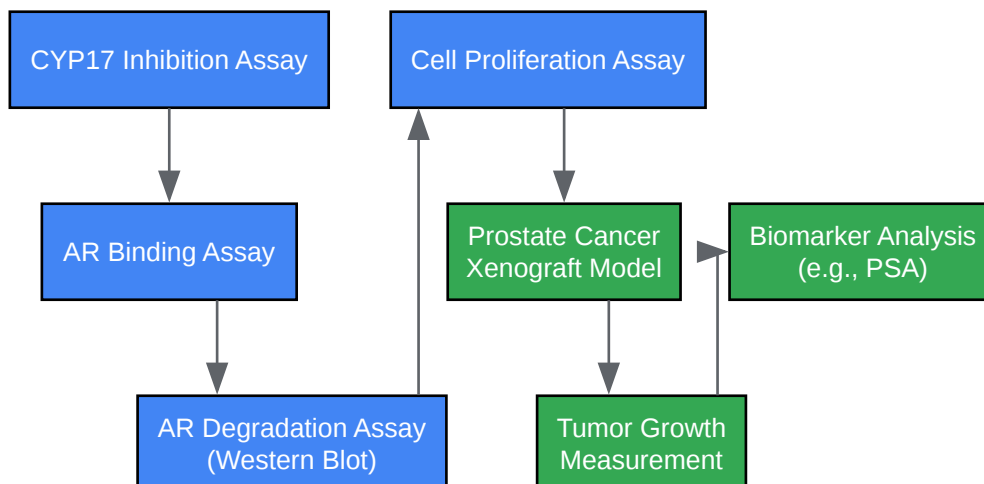 CYP17 Inhibition Assay
Cell Proliferation Assay
AR Binding Assay
Prostate Cancer
Xenograft Model
Biomarker Analysis
(e.g., PSA)
AR Degradation Assay
(Western Blot)
Tumor Growth
Measurement